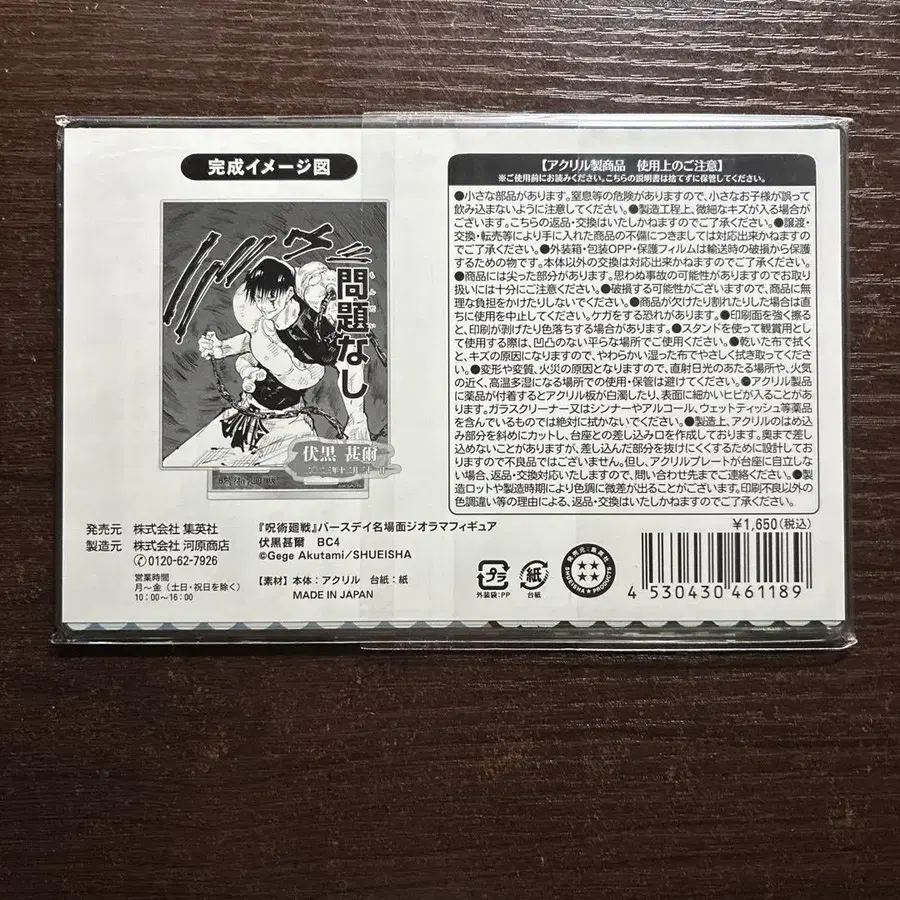 完成イメージ図
問題なし
もんだい
伏黒 甚爾
呪術廻戦
発売元 株式会社 集英社
製造元 株式会社 河原商店
0120-62-7926
営業時間
月～金(土日・祝日を除く)
10:00～16:00
『呪術廻戦』バースデイ名場面ジオラマフィギュア
伏黒甚爾 BC4
©Gege Akutami/SHUEISHA
【素材】本体:アクリル 台紙:紙
MADE IN JAPAN
【アクリル製商品 使用上のご注意】
※ご使用前にお読みください。こちらの説明書は捨てずに保管してください。
●小さな部品があります。窒息等の危険がありますので、小さなお子様が誤って
飲み込まないように注意してください。●製造工程上、微細なキズが入る場合が
ございます。こちらの返品・交換はいたしかねますのでご了承ください。●譲渡・
交換・転売等により手に入れた商品の不備につきましては対応出来かねますの
でご了承ください。●外装箱・包装OPP・保護フィルムは輸送時の破損から保護
するための物です。本体以外の交換は対応出来かねますのでご了承ください。
●商品には尖った部分があります。思わぬ事故の可能性がありますのでお取り
扱いには十分にご注意ください。●破損する可能性がございますので、商品に無
理な負担をかけたりしないでください。●商品が欠けたり割れたりした場合は直
ちに使用を中止してください。ケガをする恐れがあります。●印刷面を強く擦る
と、印刷が剥げたり色落ちする場合があります。●スタンドを使って観賞用とし
て使用する際は、凹凸のない平らな場所でご使用ください。●乾いた布で拭く
と、キズの原因になりますので、やわらかい湿った布でやさしく拭き取ってくださ
い。●変形や変質、火災の原因となりますので、直射日光のあたる場所や、火気
の近く、高温多湿になる場所での使用・保管は避けてください。●アクリル製品
に薬品が付着するとアクリル板が白濁したり、表面に細かいヒビが入ることが
あります。ガラスクリーナー又はシンナーやアルコール、ウェットティッシュ等薬品
を含んでいるものでは絶対に拭かないでください。●製造上、アクリルのはめ込
み部分を斜めにカットし、台座との差し込み口を作成しております。奥まで差し
込めないことがありますが、差し込んだ部分を抜けにくくするために設計して
おりますので不良品ではございません。但し、アクリルプレートが台座に自立しな
い場合、返品・交換対応いたしますので、問い合わせ先までご連絡ください。●
製造ロットや製造時期により色調に微差が出ることがございます。印刷不良以外の
色調違い等の理由による、返品・交換はいたしかねますのでご了承ください。
¥1,650(税込)
プラ
外装袋:PP
紙
台紙
発売元:集英社
SHUEISHA PRODUCTS
4 530430 461189